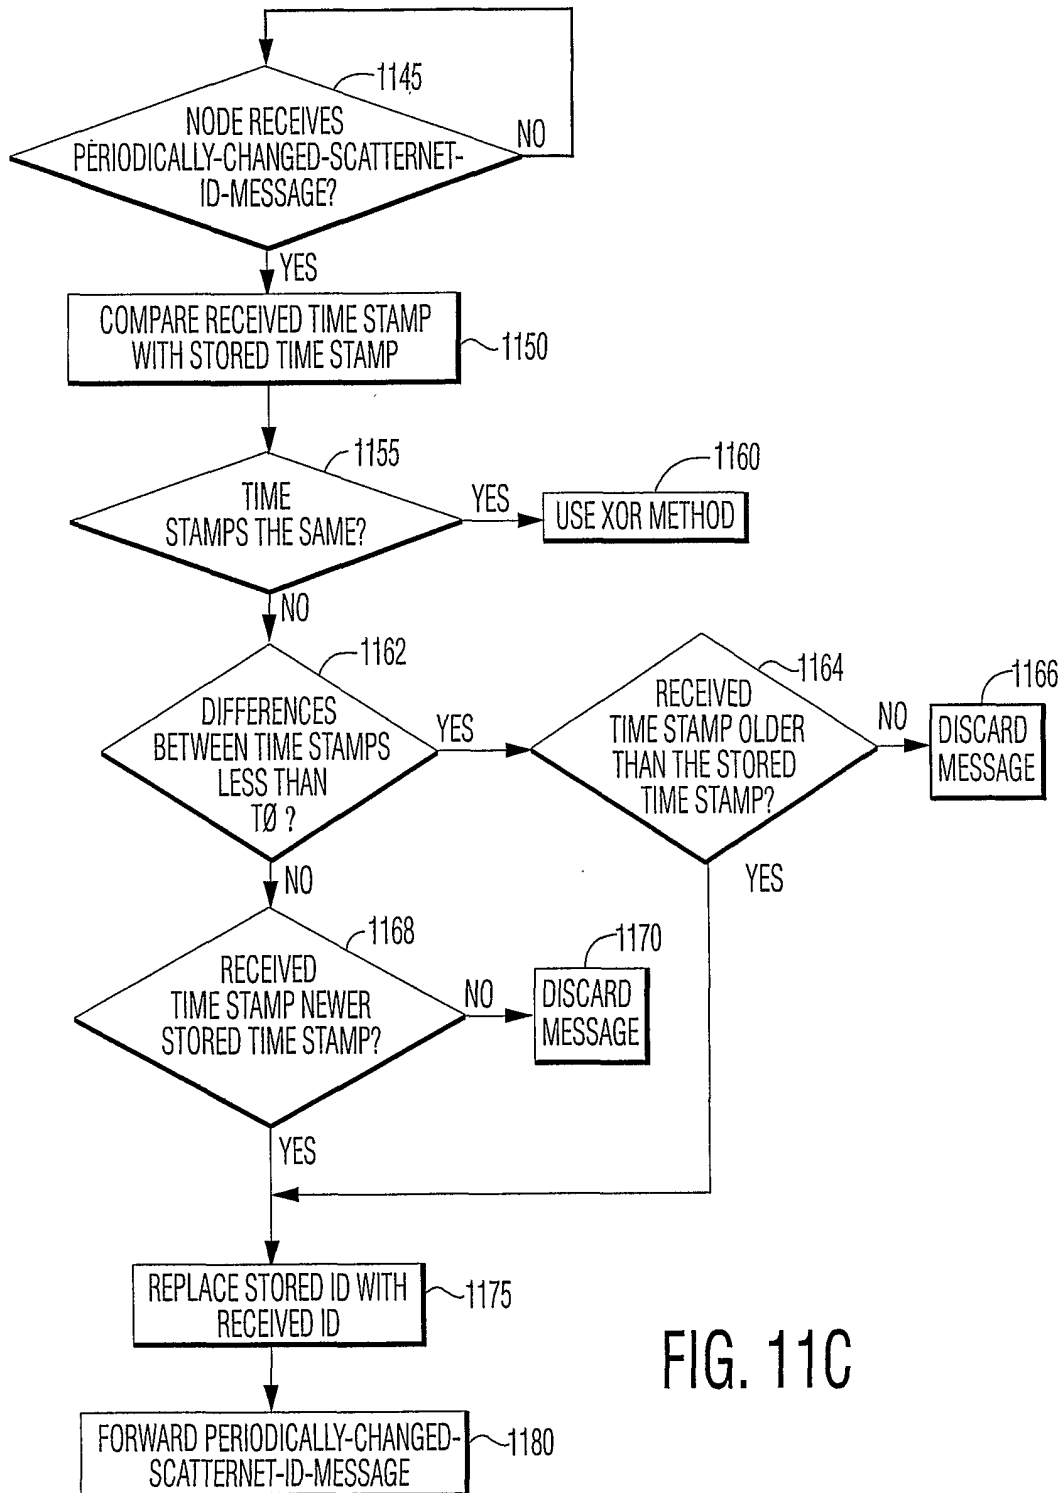 1145
NODE RECEIVES
PERIODICALLY-CHANGED-SCATTERNET-
ID-MESSAGE?
NO
YES
COMPARE RECEIVED TIME STAMP
WITH STORED TIME STAMP
1150
1155
TIME
STAMPS THE SAME?
YES
1160
USE XOR METHOD
NO
1162
DIFFERENCES
BETWEEN TIME STAMPS
LESS THAN
TØ ?
YES
1164
RECEIVED
TIME STAMP OLDER
THAN THE STORED
TIME STAMP?
NO
1166
DISCARD
MESSAGE
YES
NO
1168
RECEIVED
TIME STAMP NEWER
STORED TIME STAMP?
NO
1170
DISCARD
MESSAGE
YES
REPLACE STORED ID WITH
RECEIVED ID
1175
FORWARD PERIODICALLY-CHANGED-
SCATTERNET-ID-MESSAGE
1180
FIG. 11C